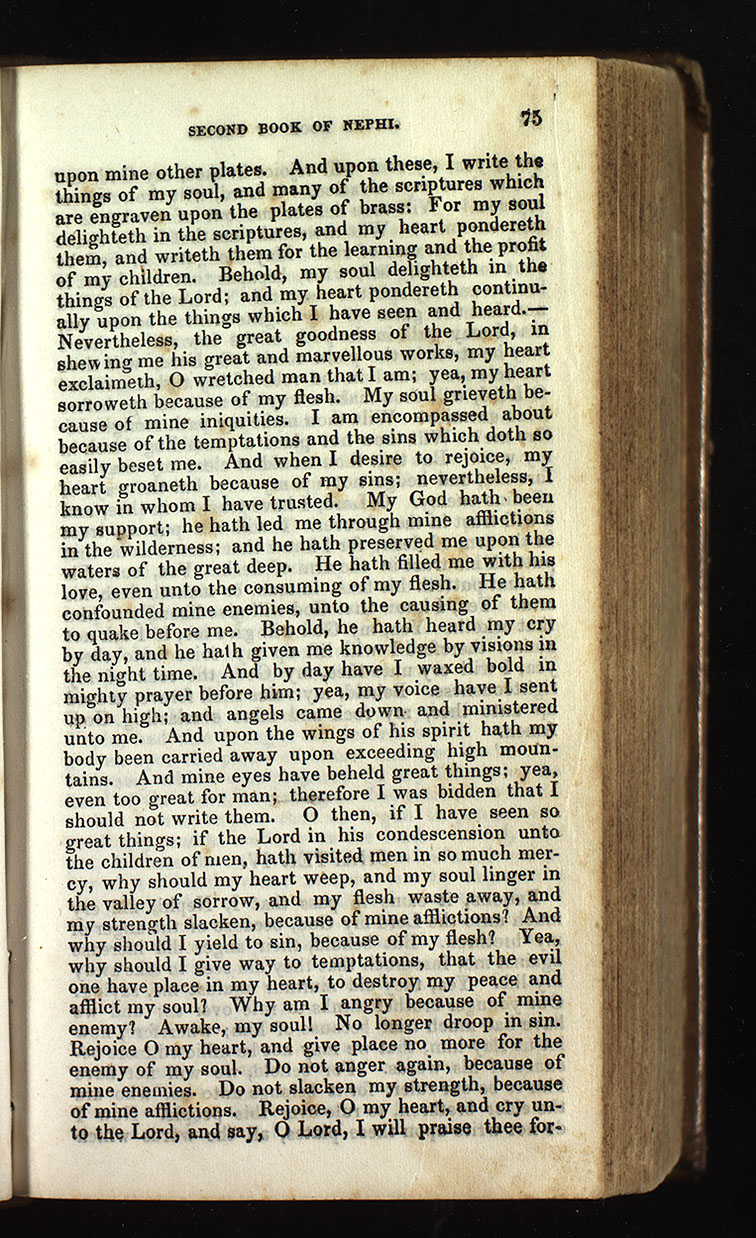 SECOND BOOK OF NEPHI. 75
upon mine other plates. And upon these, I write the
things of my soul, and many of the scriptures which
are engraven upon the plates of brass: For my soul
delighteth in the scriptures, and my heart pondereth
them, and writeth them for the learning and the profit
of my children. Behold, my soul delighteth in the
things of the Lord; and my heart pondereth continu-
ally upon the things which I have seen and heard.—
Nevertheless, the great goodness of the Lord, in
shewing me his great and marvellous works, my heart
exclaimeth, O wretched man that I am; yea, my heart
sorroweth because of my flesh. My soul grieveth be-
cause of mine iniquities. I am encompassed about
because of the temptations and the sins which doth so
easily beset me. And when I desire to rejoice, my
heart groaneth because of my sins; nevertheless, I
know in whom I have trusted. My God hath been
my support; he hath led me through mine afflictions
in the wilderness; and he hath preserved me upon the
waters of the great deep. He hath filled me with his
love, even unto the consuming of my flesh. He hath
confounded mine enemies, unto the causing of them
to quake before me. Behold, he hath heard my cry
by day, and he hath given me knowledge by visions in
the night time. And by day have I waxed bold in
mighty prayer before him; yea, my voice have I sent
up on high; and angels came down and ministered
unto me. And upon the wings of his spirit hath my
body been carried away upon exceeding high moun-
tains. And mine eyes have beheld great things; yea,
even too great for man; therefore I was bidden that I
should not write them. O then, if I have seen so
great things; if the Lord in his condescension unto
the children of men, hath visited men in so much mer-
cy, why should my heart weep, and my soul linger in
the valley of sorrow, and my flesh waste away, and
my strength slacken, because of mine afflictions? And
why should I yield to sin, because of my flesh? Yea,
why should I give way to temptations, that the evil
one have place in my heart, to destroy my peace and
afflict my soul? Why am I angry because of mine
enemy? Awake, my soul! No longer droop in sin.
Rejoice O my heart, and give place no more for the
enemy of my soul. Do not anger again, because of
mine enemies. Do not slacken my strength, because
of mine afflictions. Rejoice, O my heart, and cry un-
to the Lord, and say, O Lord, I will praise thee for-